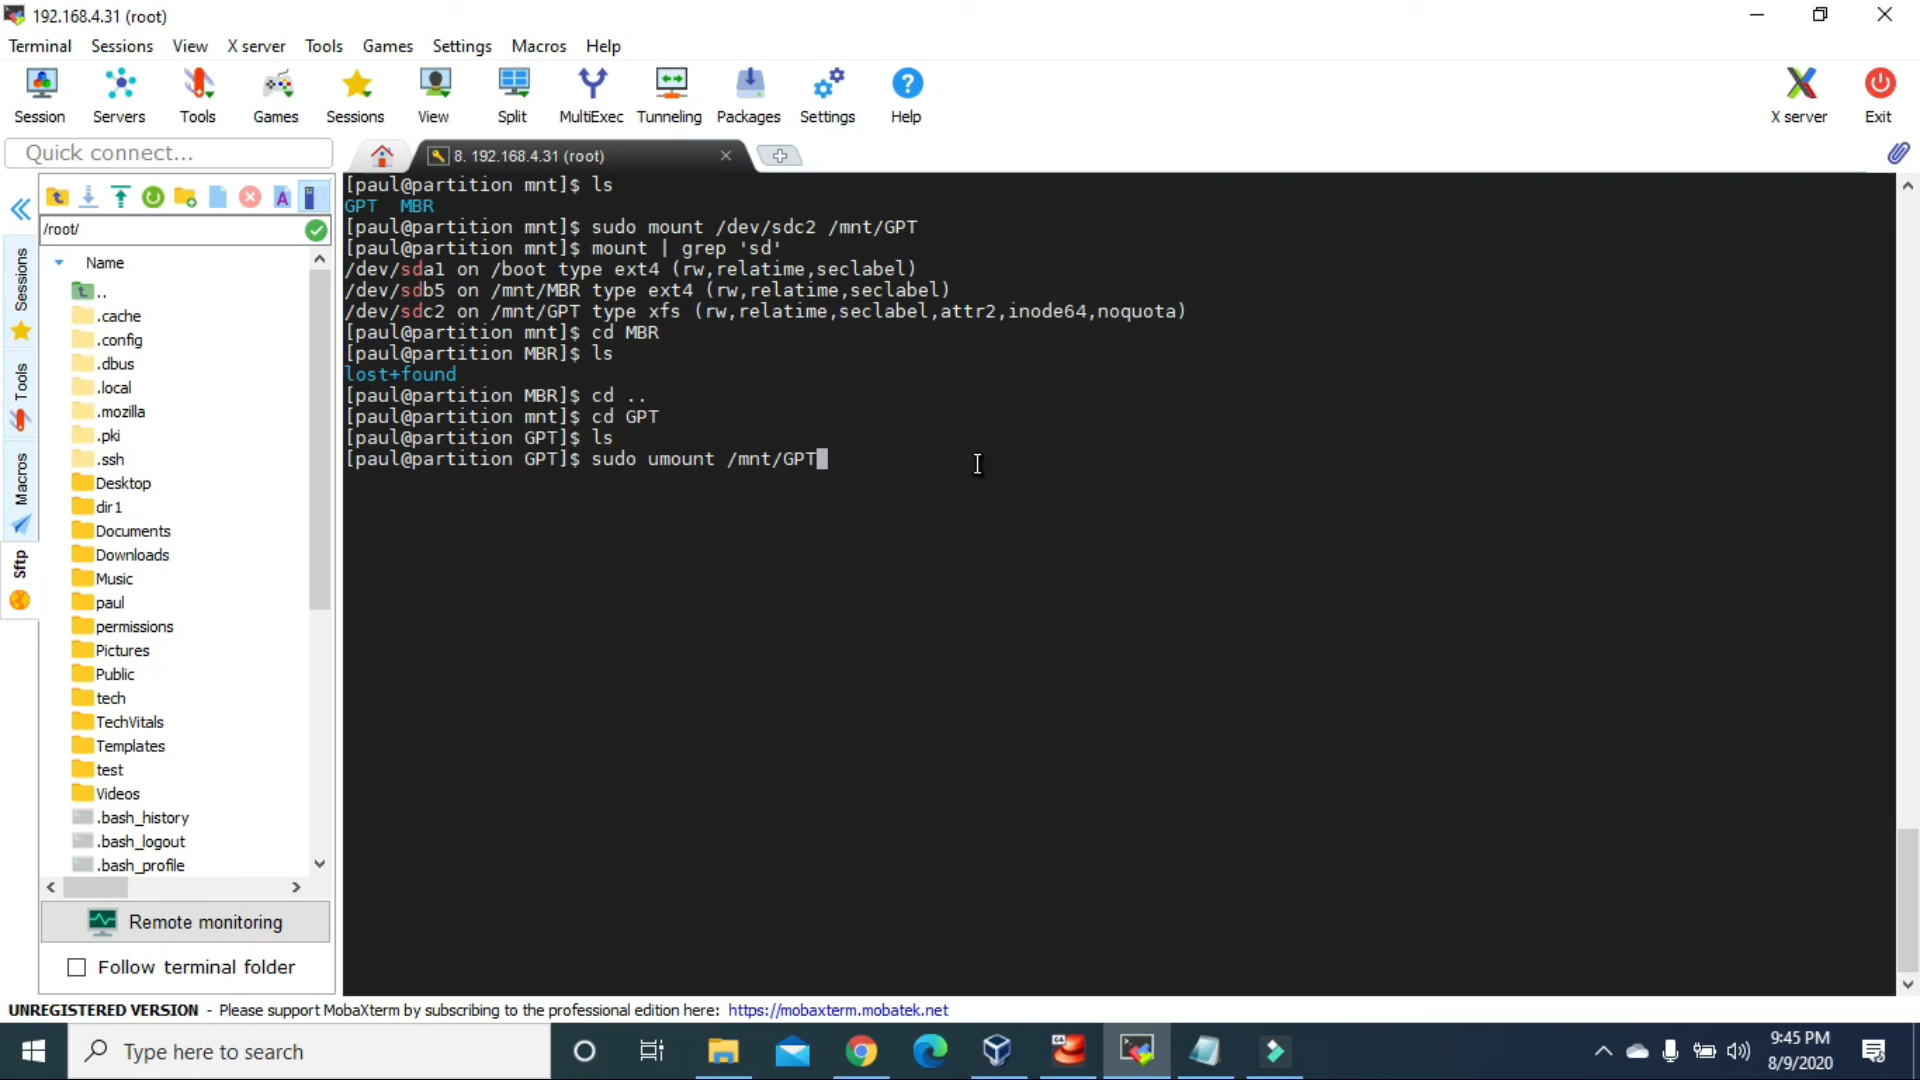 192.168.4.31 (root)
Terminal Sessions View X server Tools Games Settings Macros Help
Session Servers Tools Games Sessions View Split MultiExec Tunneling Packages Settings Help X server Exit
Quick connect...
8. 192.168.4.31 (root)
/root/
Name
..
.cache
.config
.dbus
.local
.mozilla
.pki
.ssh
Desktop
dir1
Documents
Downloads
Music
paul
permissions
Pictures
Public
tech
TechVitals
Templates
test
Videos
.bash_history
.bash_logout
.bash_profile
Sessions
Tools
Macros
Sftp
Remote monitoring
Follow terminal folder
[paul@partition mnt]$ ls
GPT  MBR
[paul@partition mnt]$ sudo mount /dev/sdc2 /mnt/GPT
[paul@partition mnt]$ mount | grep 'sd'
/dev/sda1 on /boot type ext4 (rw,relatime,seclabel)
/dev/sdb5 on /mnt/MBR type ext4 (rw,relatime,seclabel)
/dev/sdc2 on /mnt/GPT type xfs (rw,relatime,seclabel,attr2,inode64,noquota)
[paul@partition mnt]$ cd MBR
[paul@partition MBR]$ ls
lost+found
[paul@partition MBR]$ cd ..
[paul@partition mnt]$ cd GPT
[paul@partition GPT]$ ls
[paul@partition GPT]$ sudo umount /mnt/GPT
UNREGISTERED VERSION - Please support MobaXterm by subscribing to the professional edition here: https://mobaxterm.mobatek.net
Type here to search
9:45 PM
8/9/2020